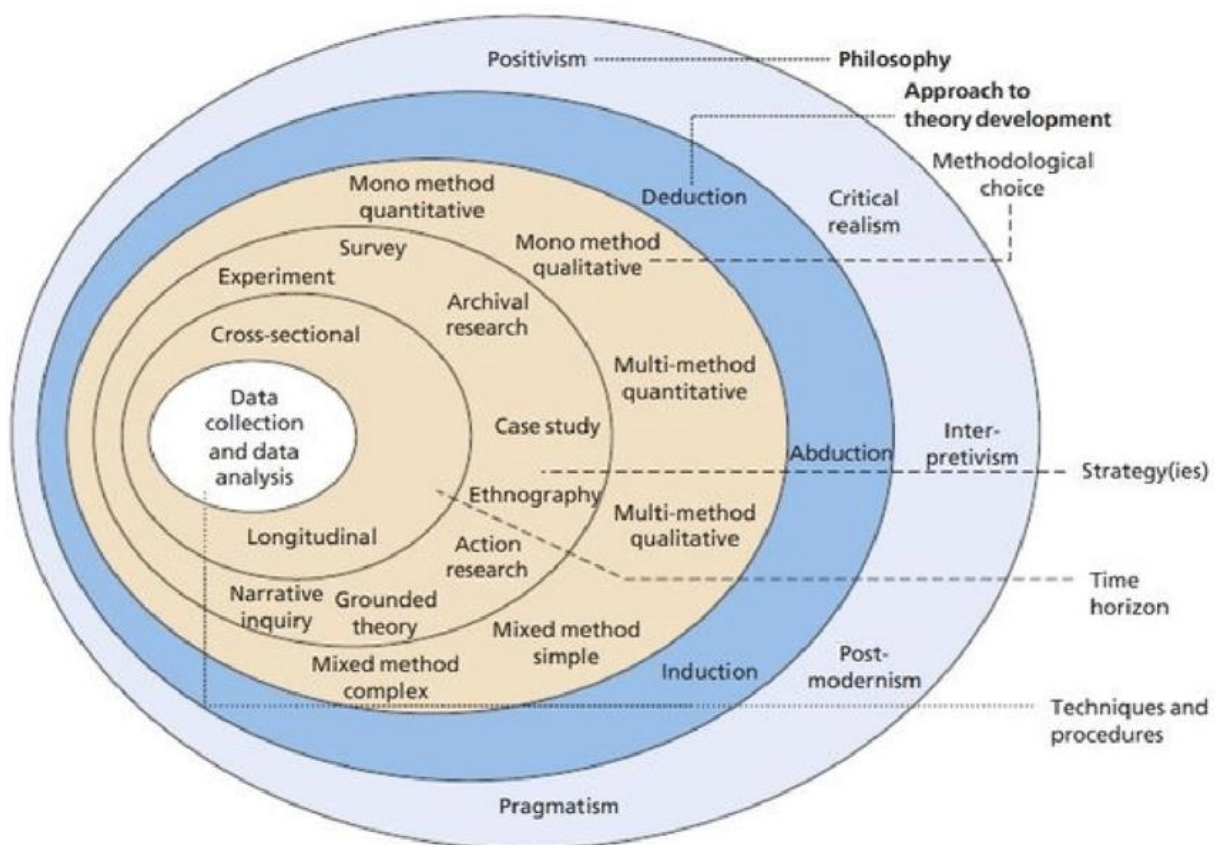 Positivism
Philosophy
Approach to
theory development
Methodological
choice
Mono method
quantitative
Deduction
Critical
realism
Survey
Mono method
qualitative
Experiment
Archival
research
Cross-sectional
Multi-method
quantitative
Data
collection
and data
analysis
Case study
Abduction
Inter-
pretivism
Strategy(ies)
Ethnography
Multi-method
qualitative
Longitudinal
Action
research
Time
horizon
Narrative
inquiry
Grounded
theory
Mixed method
simple
Mixed method
complex
Induction
Post-
modernism
Techniques and
procedures
Pragmatism